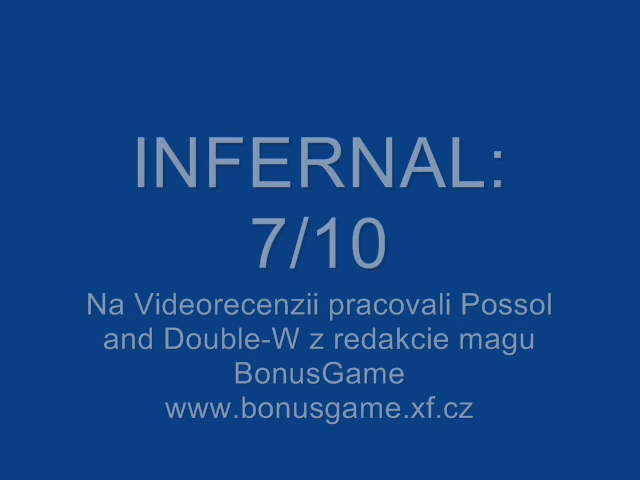 INFERNAL:
7/10
Na Videorecenzii pracovali Possol
and Double-W z redakcie magu
BonusGame
www.bonusgame.xf.cz